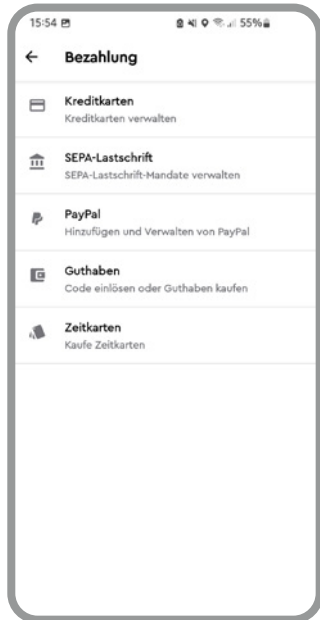 15:54 55%
Bezahlung
Kreditkarten
Kreditkarten verwalten
SEPA-Lastschrift
SEPA-Lastschrift-Mandate verwalten
PayPal
Hinzufügen und Verwalten von PayPal
Guthaben
Code einlösen oder Guthaben kaufen
Zeitkarten
Kaufe Zeitkarten